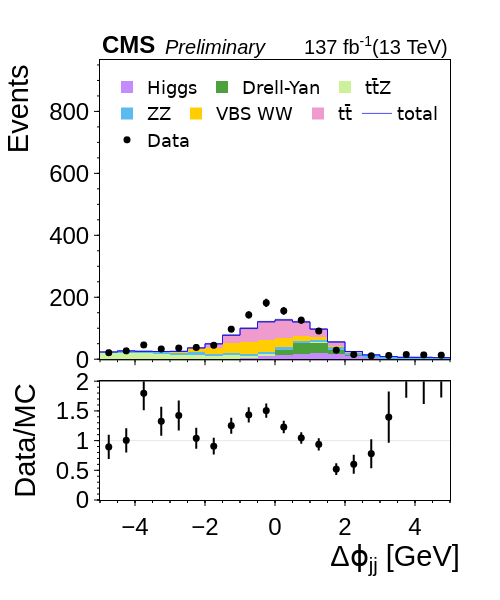 CMS Preliminary 137 fb⁻¹(13 TeV)
Events
Higgs Drell-Yan tt̄Z
ZZ VBS WW tt̄ total
Data
800
600
400
200
0
Data/MC
2
1.5
1
0.5
0
−4 −2 0 2 4
Δϕjj [GeV]